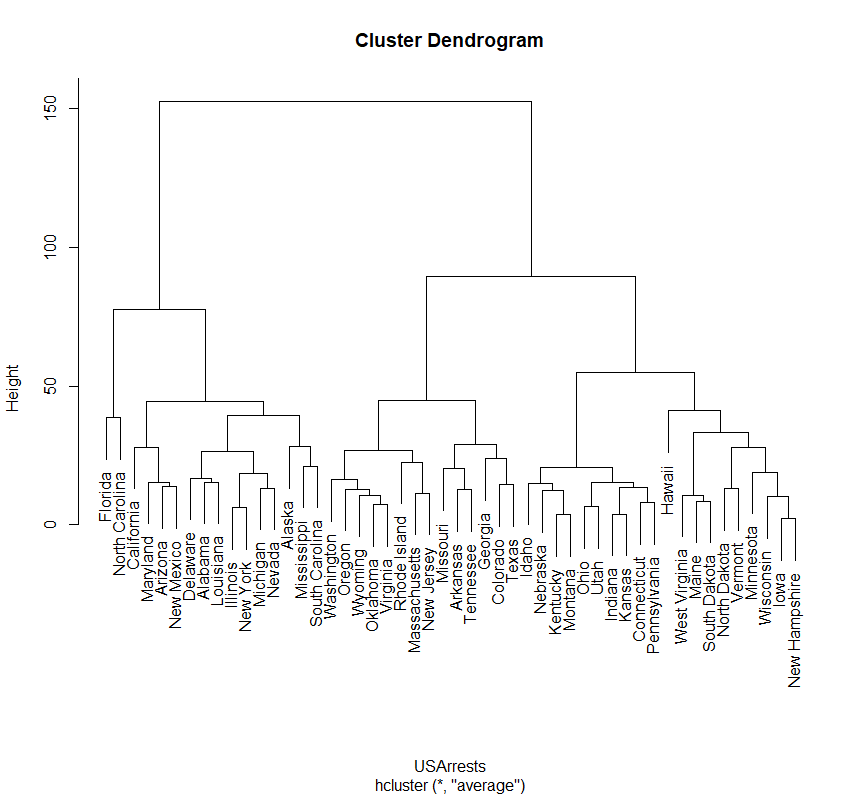 Cluster Dendrogram
Height
150
100
50
0
Florida
North Carolina
California
Maryland
Arizona
New Mexico
Delaware
Alabama
Louisiana
Illinois
New York
Michigan
Nevada
Alaska
Mississippi
South Carolina
Washington
Oregon
Wyoming
Oklahoma
Virginia
Rhode Island
Massachusetts
New Jersey
Missouri
Arkansas
Tennessee
Georgia
Colorado
Texas
Idaho
Nebraska
Kentucky
Montana
Ohio
Utah
Indiana
Kansas
Connecticut
Pennsylvania
Hawaii
West Virginia
Maine
South Dakota
North Dakota
Vermont
Minnesota
Wisconsin
Iowa
New Hampshire
USArrests
hcluster (*, "average")